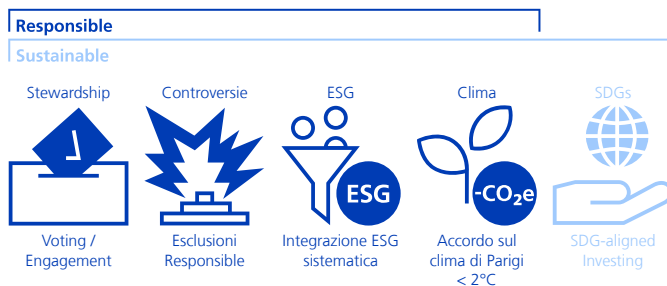 Responsible
Sustainable
Stewardship
Controversie
ESG
Clima
SDGs
ESG
-CO₂e
Voting /
Engagement
Esclusioni
Responsible
Integrazione ESG
sistematica
Accordo sul
clima di Parigi
< 2°C
SDG-aligned
Investing